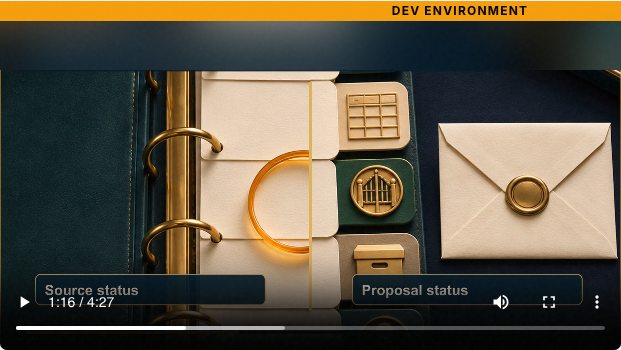 DEV ENVIRONMENT
Source status
Proposal status
1:16 / 4:27